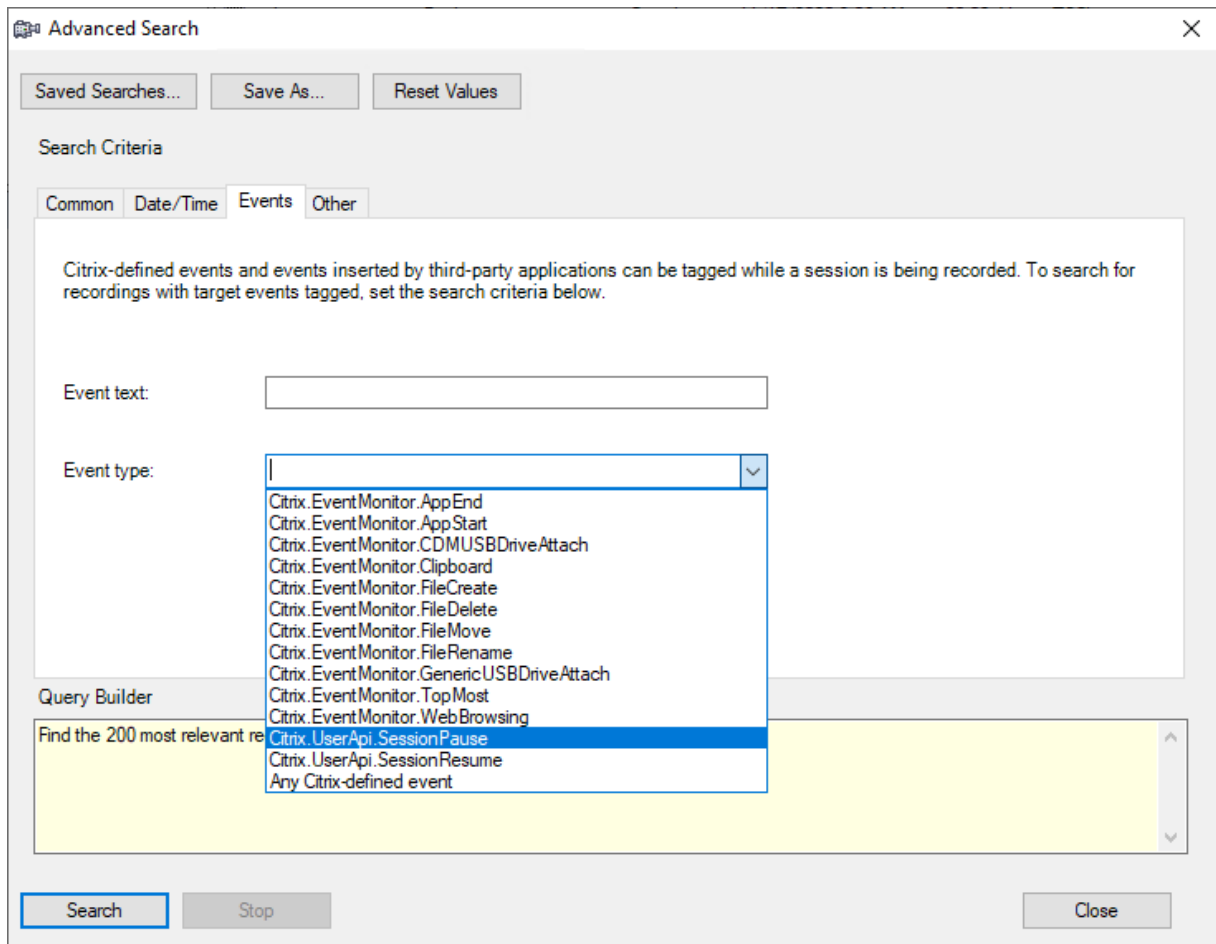 Advanced Search
Saved Searches...
Save As...
Reset Values
Search Criteria
Common
Date/Time
Events
Other
Citrix-defined events and events inserted by third-party applications can be tagged while a session is being recorded. To search for
recordings with target events tagged, set the search criteria below.
Event text:
Event type:
Citrix.EventMonitor.AppEnd
Citrix.EventMonitor.AppStart
Citrix.EventMonitor.CDMUSBDriveAttach
Citrix.EventMonitor.Clipboard
Citrix.EventMonitor.FileCreate
Citrix.EventMonitor.FileDelete
Citrix.EventMonitor.FileMove
Citrix.EventMonitor.FileRename
Citrix.EventMonitor.GenericUSBDriveAttach
Citrix.EventMonitor.TopMost
Citrix.EventMonitor.WebBrowsing
Citrix.UserApi.SessionPause
Citrix.UserApi.SessionResume
Any Citrix-defined event
Query Builder
Find the 200 most relevant re
Search
Stop
Close